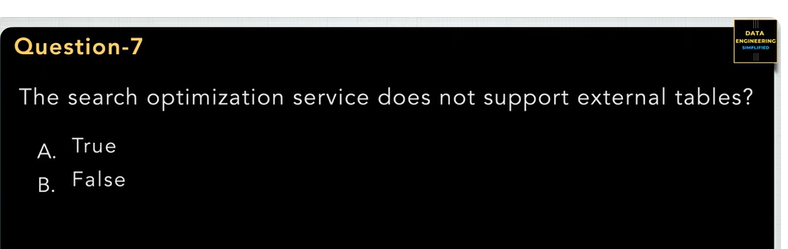 Question-7
DATA
ENGINEERING
SIMPLIFIED
The search optimization service does not support external tables?
A. True
B. False